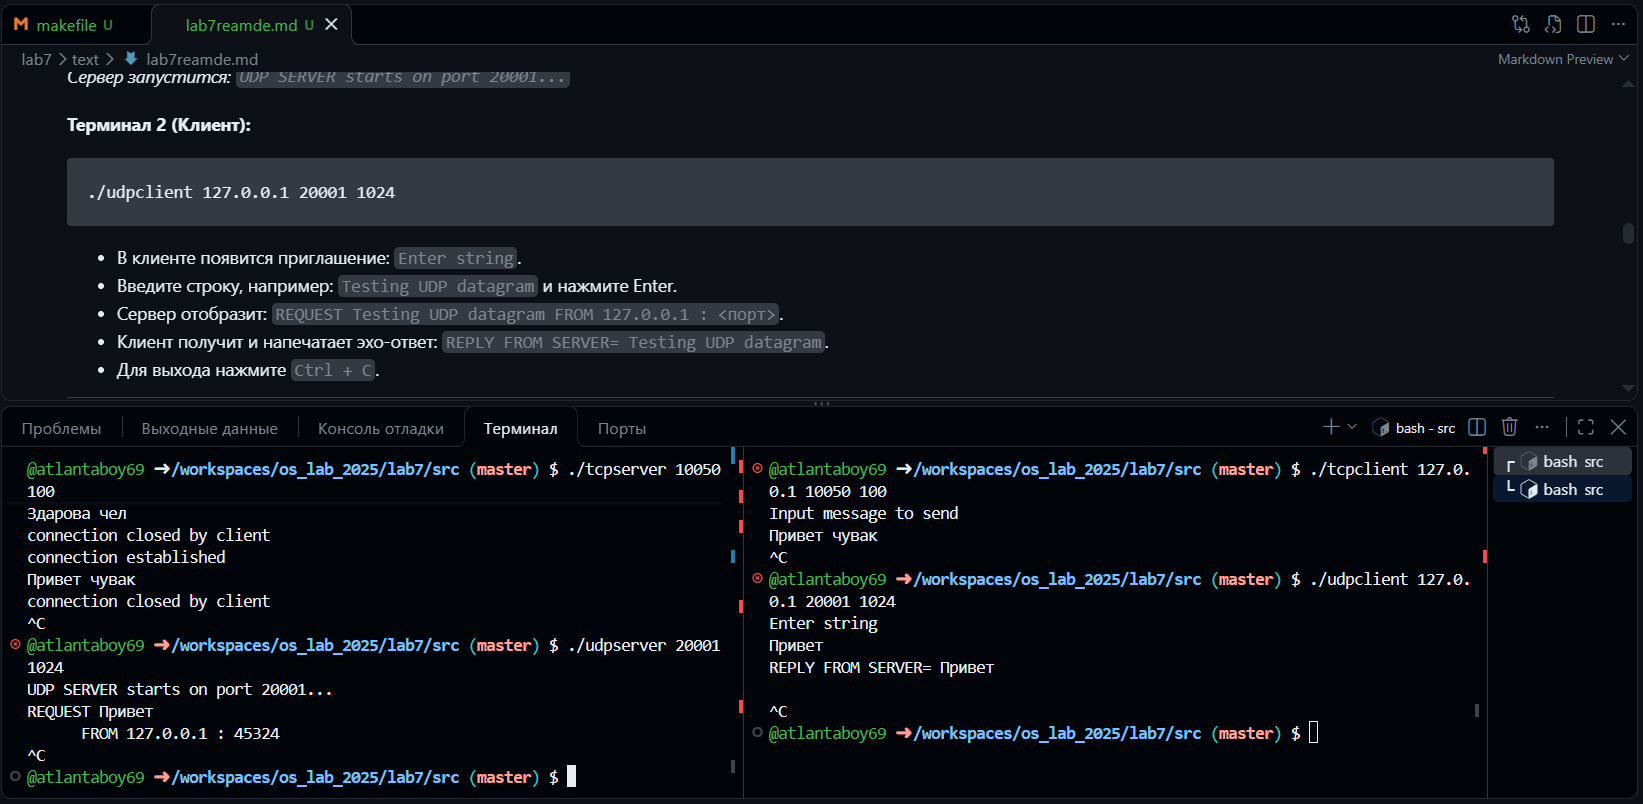 makefile U
lab7reamde.md U
lab7 > text > lab7reamde.md
Markdown Preview
Сервер запустится: UDP SERVER starts on port 20001...
Терминал 2 (Клиент):
./udpclient 127.0.0.1 20001 1024
• В клиенте появится приглашение: Enter string.
• Введите строку, например: Testing UDP datagram и нажмите Enter.
• Сервер отобразит: REQUEST Testing UDP datagram FROM 127.0.0.1 : <порт>.
• Клиент получит и напечатает эхо-ответ: REPLY FROM SERVER= Testing UDP datagram.
• Для выхода нажмите Ctrl + C.
Проблемы Выходные данные Консоль отладки Терминал Порты
bash - src
@atlantaboy69 ➜/workspaces/os_lab_2025/lab7/src (master) $ ./tcpserver 10050
100
Здарова чел
connection closed by client
connection established
Привет чувак
connection closed by client
^C
@atlantaboy69 ➜/workspaces/os_lab_2025/lab7/src (master) $ ./udpserver 20001
1024
UDP SERVER starts on port 20001...
REQUEST Привет
FROM 127.0.0.1 : 45324
^C
@atlantaboy69 ➜/workspaces/os_lab_2025/lab7/src (master) $
@atlantaboy69 ➜/workspaces/os_lab_2025/lab7/src (master) $ ./tcpclient 127.0.
0.1 10050 100
Input message to send
Привет чувак
^C
@atlantaboy69 ➜/workspaces/os_lab_2025/lab7/src (master) $ ./udpclient 127.0.
0.1 20001 1024
Enter string
Привет
REPLY FROM SERVER= Привет
^C
@atlantaboy69 ➜/workspaces/os_lab_2025/lab7/src (master) $
bash src
bash src